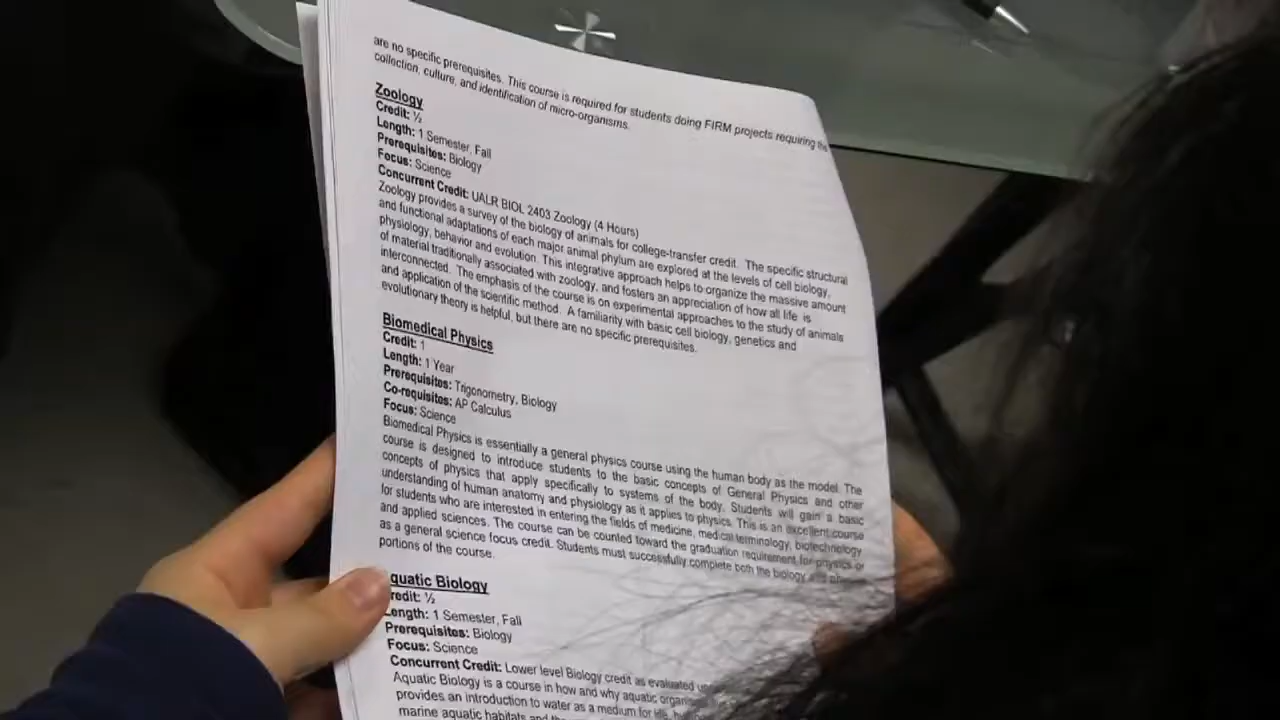 are no specific prerequisites. This course is required for students doing FIRM projects requiring the
collection, culture, and identification of micro-organisms.
Zoology
Credit: ½
Length: 1 Semester, Fall
Prerequisites: Biology
Focus: Science
Concurrent Credit: UALR BIOL 2403 Zoology (4 Hours)
Zoology provides a survey of the biology of animals for college-transfer credit. The specific structural
and functional adaptations of each major animal phylum are explored at the levels of cell biology,
physiology, behavior and evolution. This integrative approach helps to organize the massive amount
of material traditionally associated with zoology, and fosters an appreciation of how all life is
interconnected. The emphasis of the course is on experimental approaches to the study of animals
and application of the scientific method. A familiarity with basic cell biology, genetics and
evolutionary theory is helpful, but there are no specific prerequisites.
Biomedical Physics
Credit: 1
Length: 1 Year
Prerequisites: Trigonometry, Biology
Co-requisites: AP Calculus
Focus: Science
Biomedical Physics is essentially a general physics course using the human body as the model. The
course is designed to introduce students to the basic concepts of General Physics and other
concepts of physics that apply specifically to systems of the body. Students will gain a basic
understanding of human anatomy and physiology as it applies to physics. This is an excellent course
for students who are interested in entering the fields of medicine, medical terminology, biotechnology
and applied sciences. The course can be counted toward the graduation requirement for physics or
as a general science focus credit. Students must successfully complete both the biology and
portions of the course.
quatic Biology
redit: ½
ength: 1 Semester, Fall
Prerequisites: Biology
Focus: Science
Concurrent Credit: Lower level Biology credit as evaluated
Aquatic Biology is a course in how and why aquatic
provides an introduction to water as a medium for life,
marine aquatic habitats and